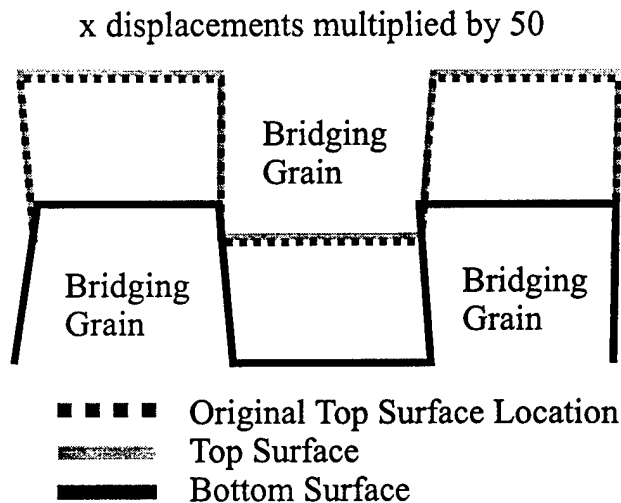 x displacements multiplied by 50
Bridging
Grain
Bridging
Grain
Bridging
Grain
Original Top Surface Location
Top Surface
Bottom Surface